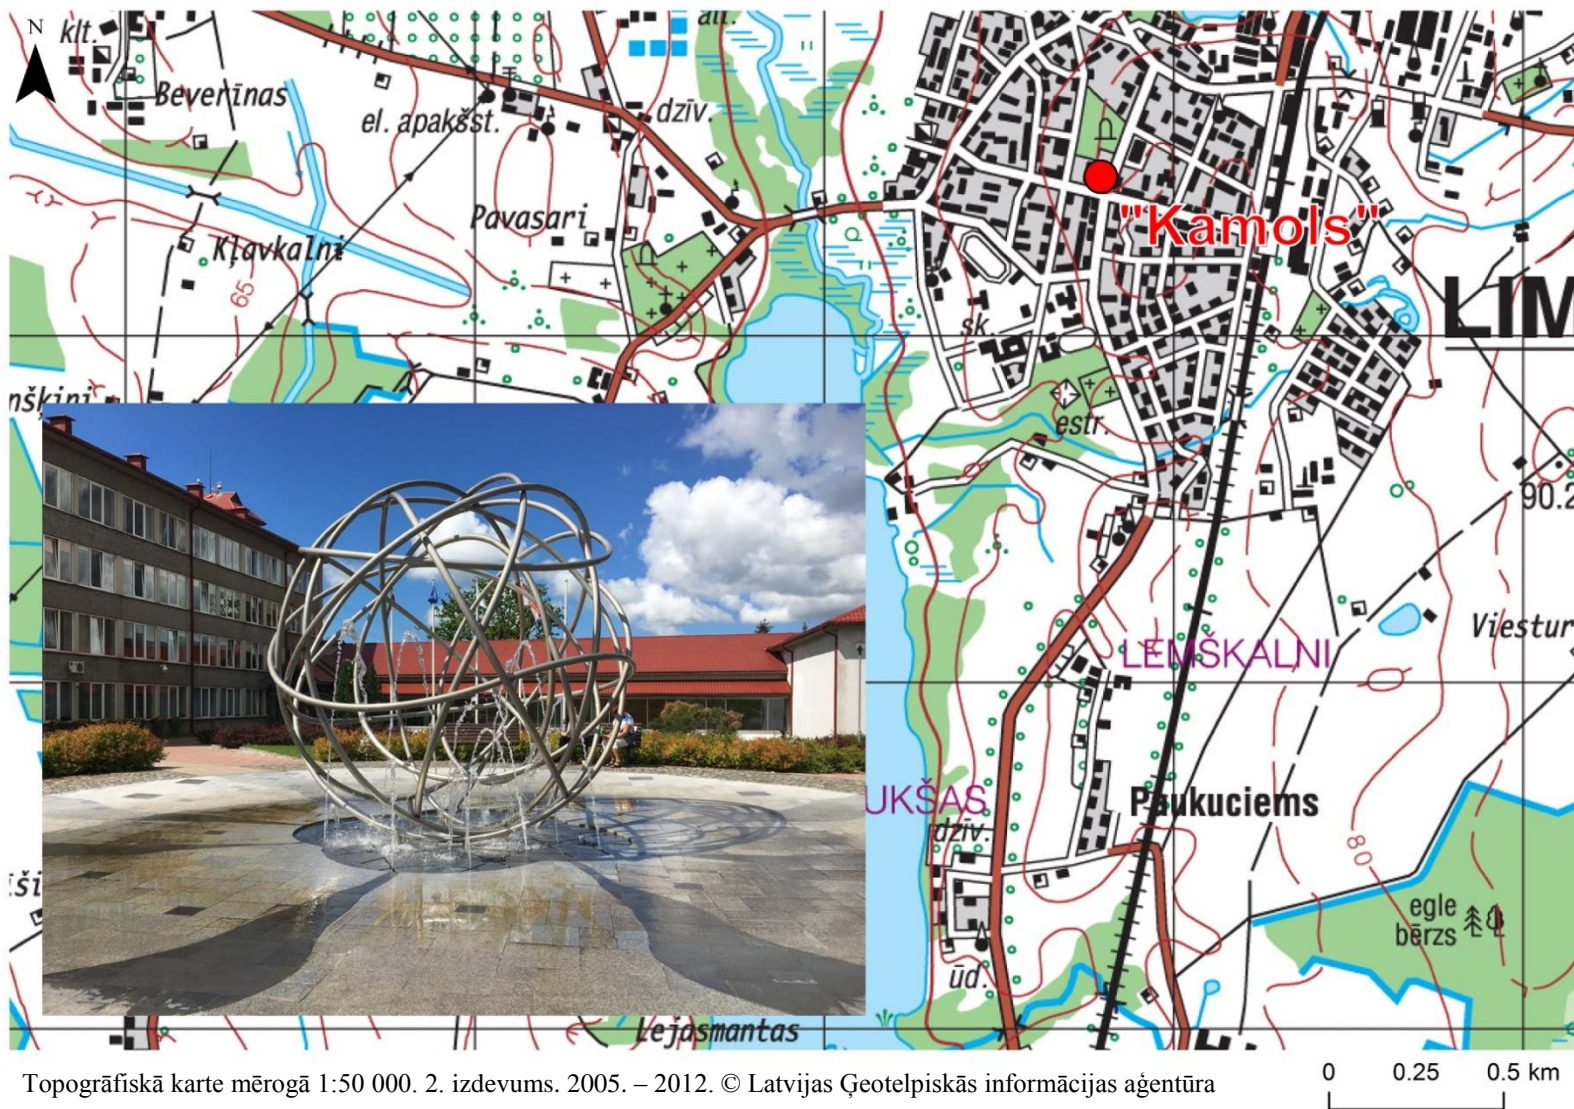 N
klt.
Beverīnas
el. apakšst.
dzīv.
Pavasari
Kļavkalni
65
"Kamols"
LIM
sk.
estr.
90.2
Viestur
LEMŠKALNI
UKŠAS
dzīv.
Paukuciems
80
egle
bērzs
ūd.
Lejasmantas
Topogrāfiskā karte mērogā 1:50 000. 2. izdevums. 2005. – 2012. © Latvijas Ģeotelpiskās informācijas aģentūra
0 0.25 0.5 km